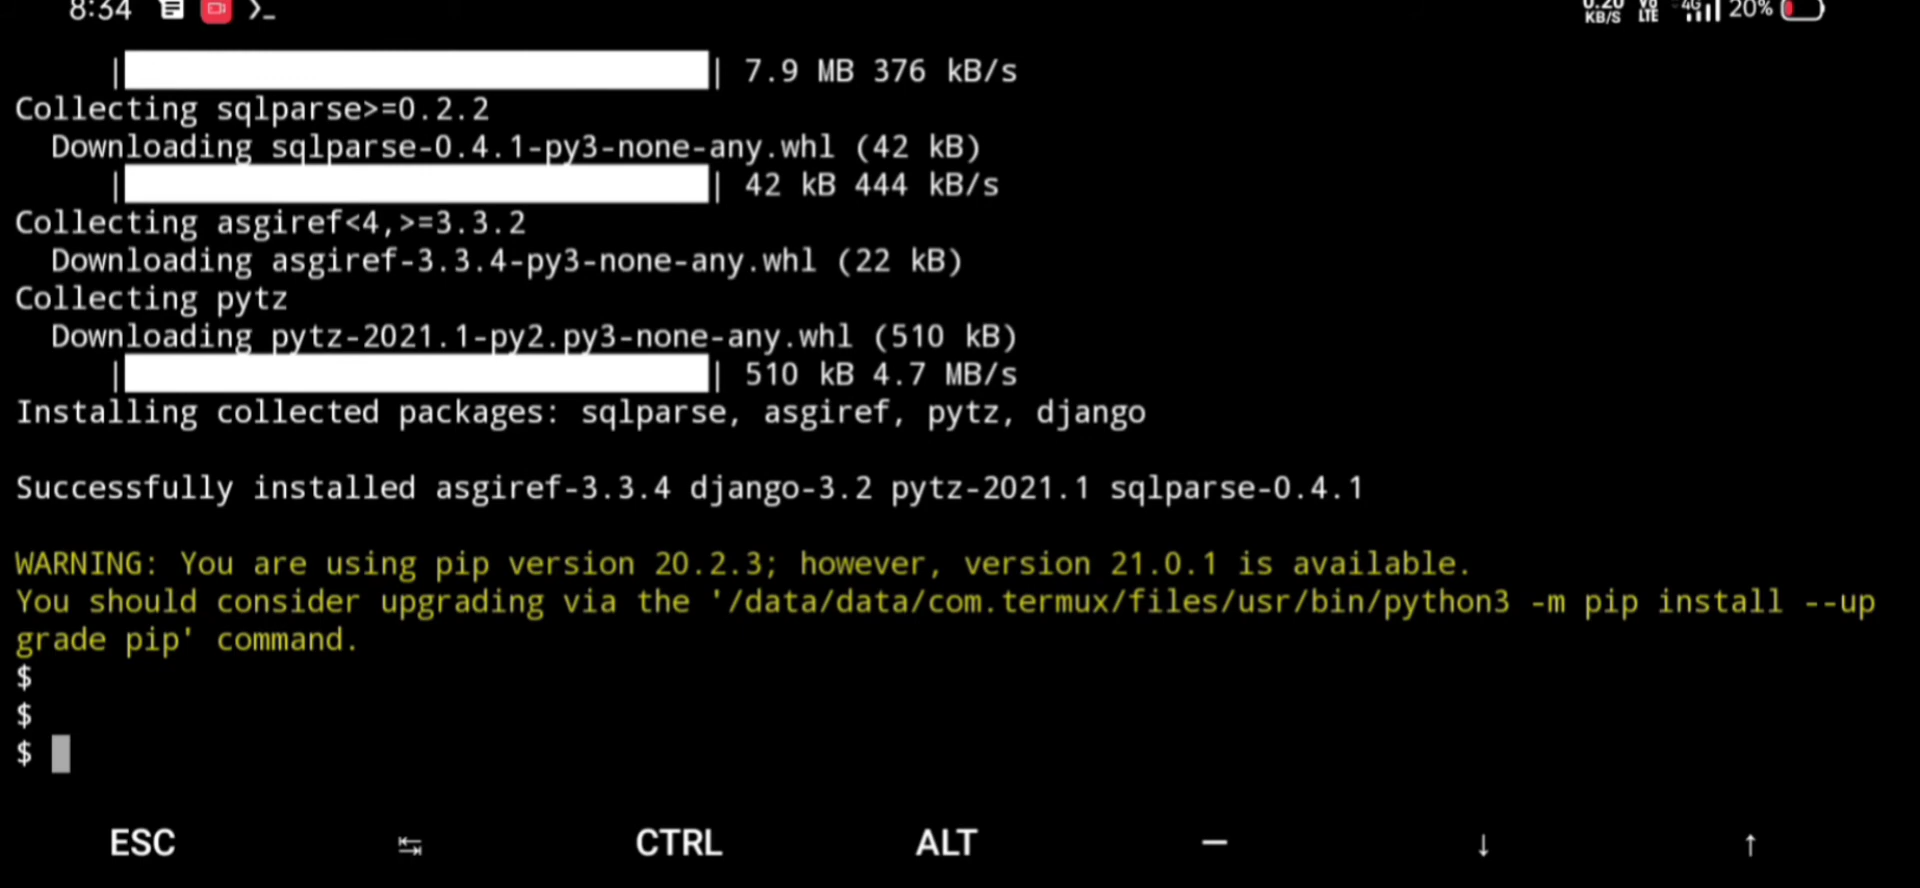 8:34 >_ 0.20 KB/S Vo LTE 4G 20%
| | 7.9 MB 376 kB/s
Collecting sqlparse>=0.2.2
Downloading sqlparse-0.4.1-py3-none-any.whl (42 kB)
| | 42 kB 444 kB/s
Collecting asgiref<4,>=3.3.2
Downloading asgiref-3.3.4-py3-none-any.whl (22 kB)
Collecting pytz
Downloading pytz-2021.1-py2.py3-none-any.whl (510 kB)
| | 510 kB 4.7 MB/s
Installing collected packages: sqlparse, asgiref, pytz, django
Successfully installed asgiref-3.3.4 django-3.2 pytz-2021.1 sqlparse-0.4.1
WARNING: You are using pip version 20.2.3; however, version 21.0.1 is available.
You should consider upgrading via the '/data/data/com.termux/files/usr/bin/python3 -m pip install --up
grade pip' command.
$
$
$
ESC ↹ CTRL ALT — ↓ ↑